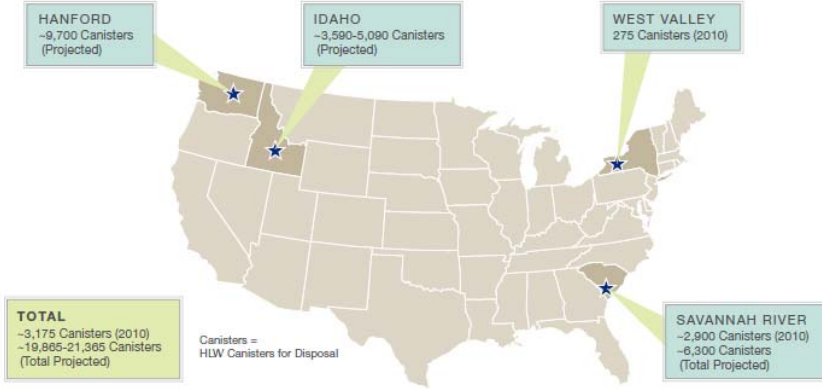 HANFORD
~9,700 Canisters
(Projected)
IDAHO
~3,590-5,090 Canisters
(Projected)
WEST VALLEY
275 Canisters (2010)
TOTAL
~3,175 Canisters (2010)
~19,865-21,365 Canisters
(Total Projected)
Canisters =
HLW Canisters for Disposal
SAVANNAH RIVER
~2,900 Canisters (2010)
~6,300 Canisters
(Total Projected)